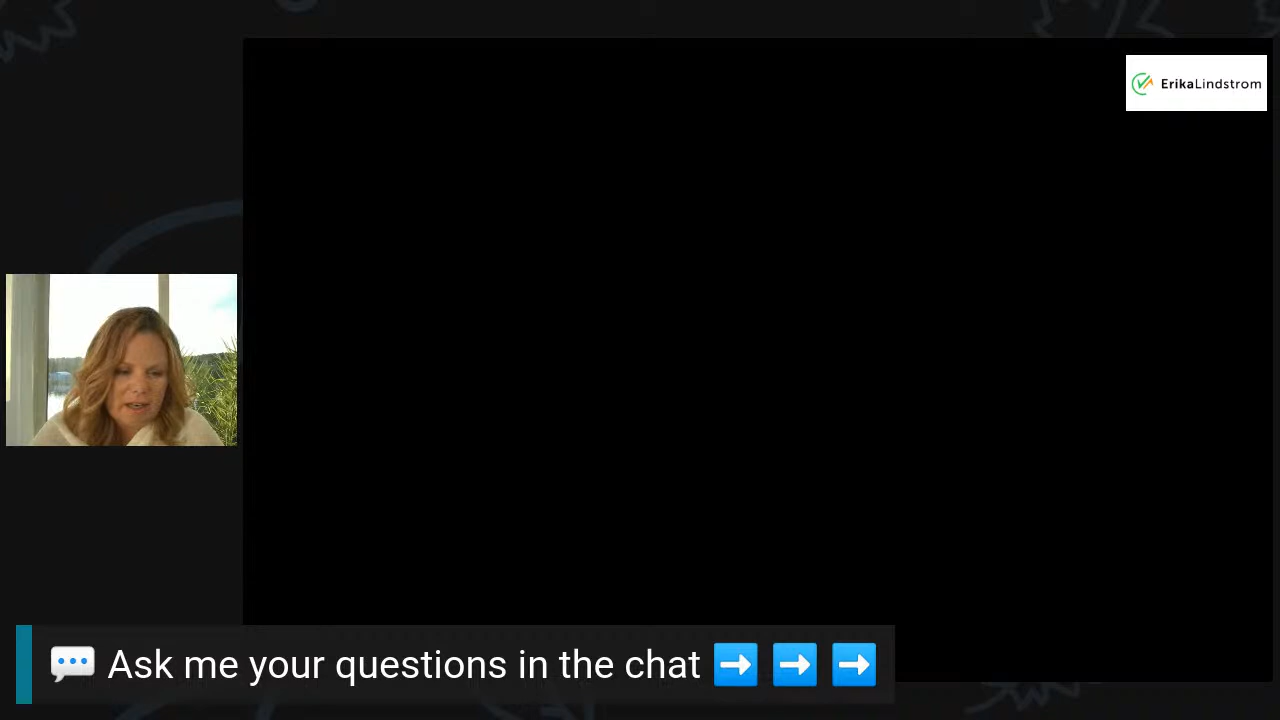 ErikaLindstrom
💬 Ask me your questions in the chat ➡️ ➡️ ➡️